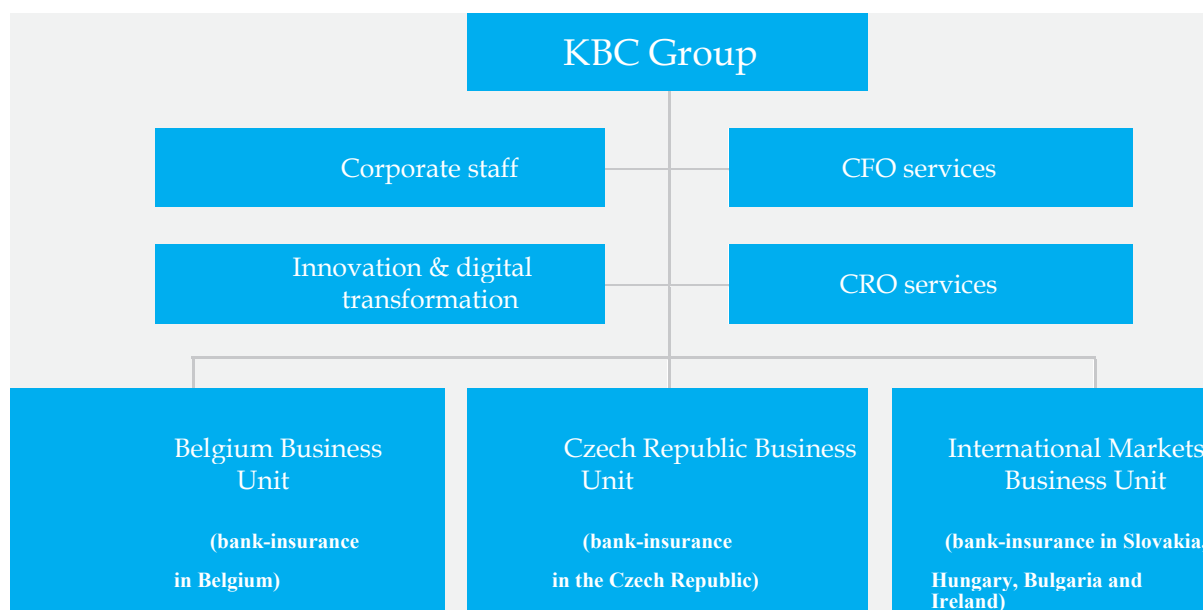 KBC Group
Corporate staff
CFO services
Innovation & digital
transformation
CRO services
Belgium Business
Unit
(bank-insurance
in Belgium)
Czech Republic Business
Unit
(bank-insurance
in the Czech Republic)
International Markets
Business Unit
(bank-insurance in Slovakia,
Hungary, Bulgaria and
Ireland)